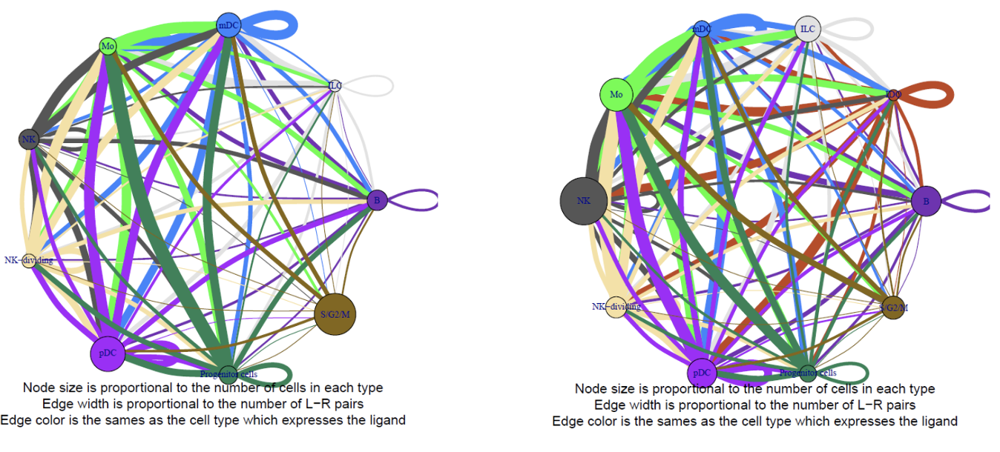 mDC
Mo
ILC
NK
B
NK-dividing
S/G2/M
pDC
Progenitor cells
Node size is proportional to the number of cells in each type
Edge width is proportional to the number of L−R pairs
Edge color is the sames as the cell type which expresses the ligand
mDC
ILC
Mo
NK
B
NK-dividing
S/G2/M
pDC
Progenitor cells
Node size is proportional to the number of cells in each type
Edge width is proportional to the number of L−R pairs
Edge color is the sames as the cell type which expresses the ligand